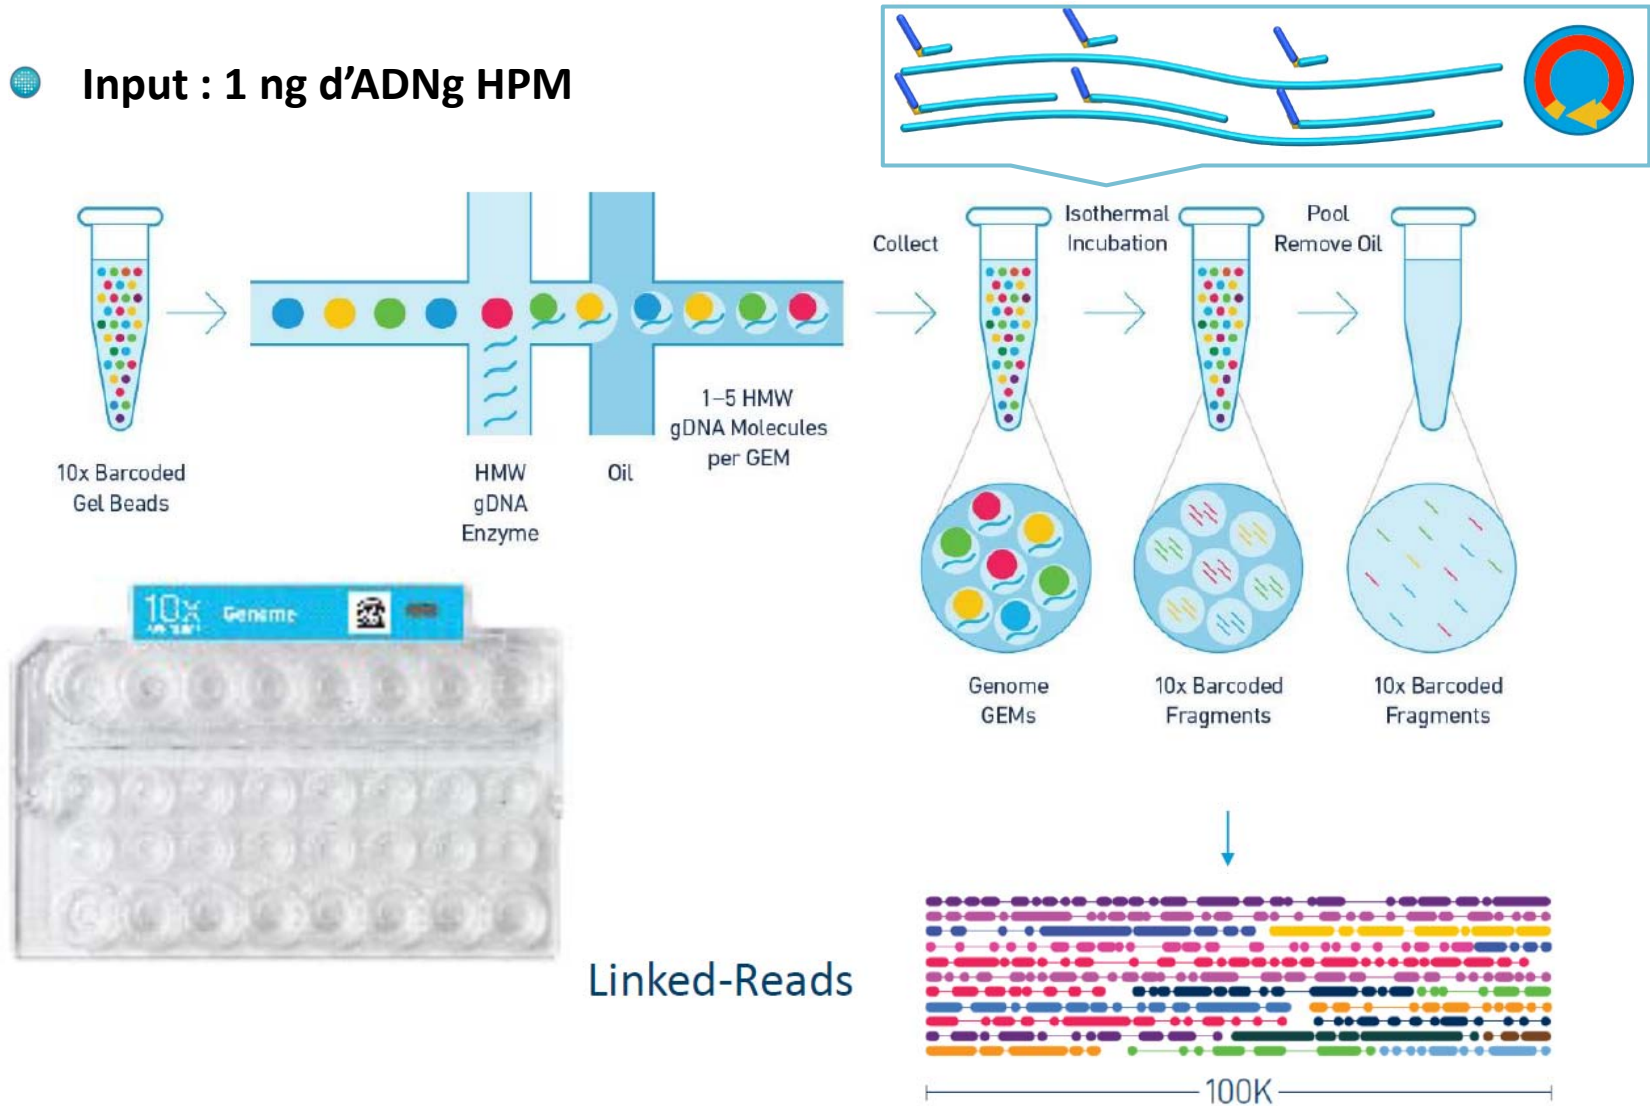 Input : 1 ng d’ADNg HPM
Collect
Isothermal
Incubation
Pool
Remove Oil
1–5 HMW
gDNA Molecules
per GEM
10x Barcoded
Gel Beads
HMW
gDNA
Enzyme
Oil
10x Genome
Genome
GEMs
10x Barcoded
Fragments
10x Barcoded
Fragments
Linked-Reads
100K